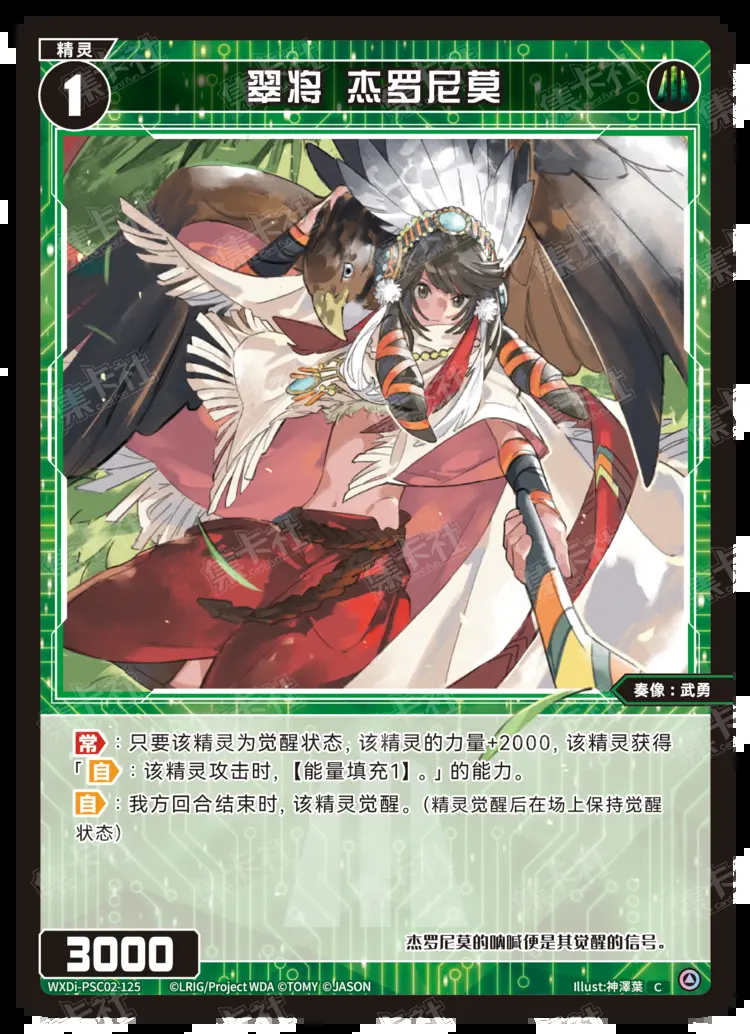 精灵
1
翠将 杰罗尼莫
奏像：武勇
常：只要该精灵为觉醒状态, 该精灵的力量+2000, 该精灵获得
「自：该精灵攻击时,【能量填充1】。」的能力。
自：我方回合结束时, 该精灵觉醒。(精灵觉醒后在场上保持觉醒
状态)
杰罗尼莫的呐喊便是其觉醒的信号。
3000
WXDi-PSC02-125 ©LRIG/Project WDA ©TOMY ©JASON Illust:神澤葉 C
集卡社